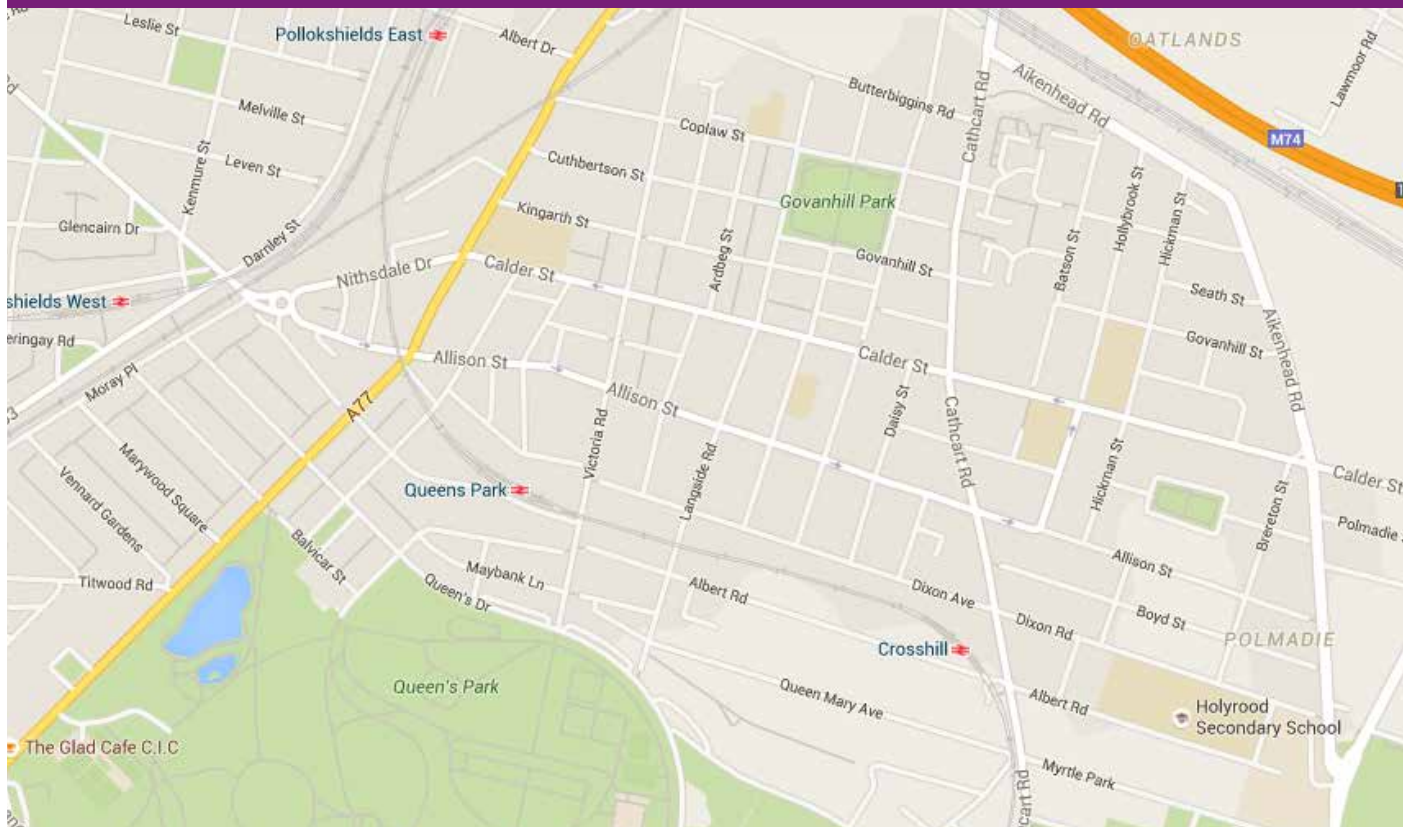 Leslie St
Pollokshields East
Albert Dr
OATLANDS
Lawmoor Rd
Aikenhead Rd
Butterbiggins Rd
Cathcart Rd
Melville St
Coplaw St
M74
Leven St
Kenmure St
Cuthbertson St
Govanhill Park
Hollybrook St
Hickman St
Kingarth St
Glencairn Dr
Darnley St
Ardbeg St
Batson St
Nithsdale Dr
Calder St
Govanhill St
Seath St
shields West
eringay Rd
Govanhill St
Aikenhead Rd
Allison St
Calder St
Moray Pl
A77
Allison St
Daisy St
Cathcart Rd
Victoria Rd
Marywood Square
Langside Rd
Hickman St
Calder St
Queens Park
Vennard Gardens
Brereton St
Polmadie
Balvicar St
Titwood Rd
Maybank Ln
Queen's Dr
Albert Rd
Dixon Ave
Allison St
Boyd St
Dixon Rd
POLMADIE
Crosshill
Queen's Park
Queen Mary Ave
Albert Rd
Holyrood
Secondary School
The Glad Cafe C.I.C
Myrtle Park
cart Rd